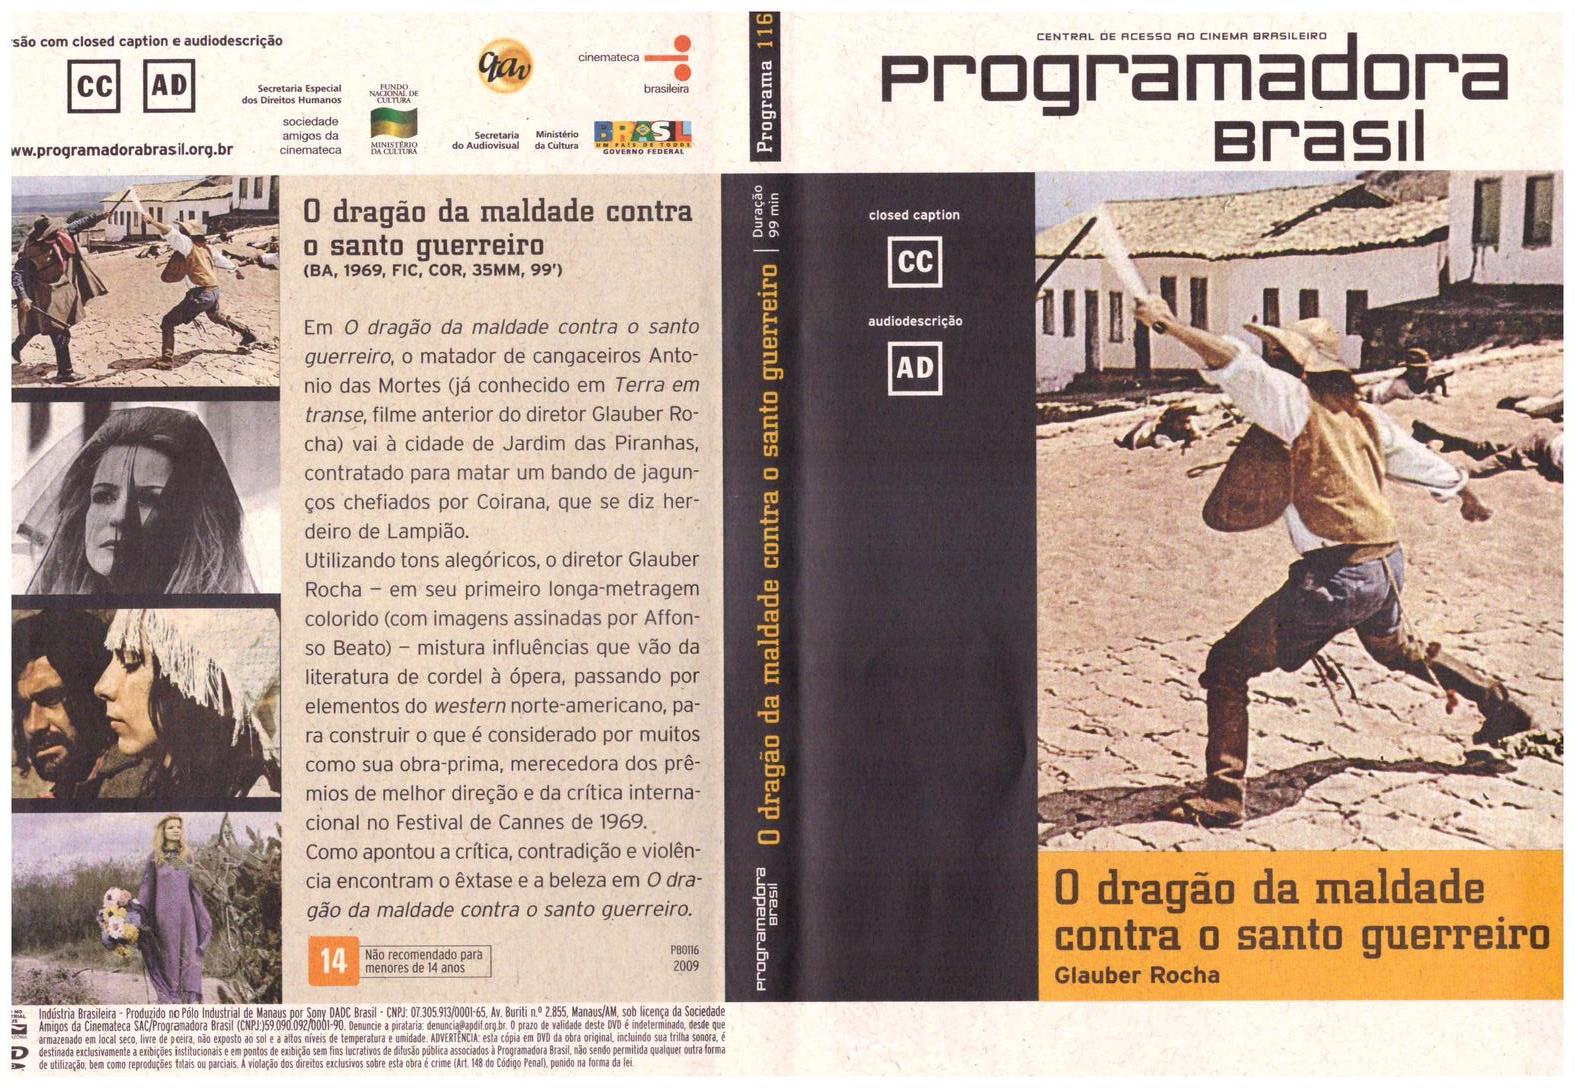 são com closed caption e audiodescrição
CC AD
Secretaria Especial
dos Direitos Humanos
sociedade
amigos da
cinemateca
FUNDO
NACIONAL DE
CULTURA
MINISTÉRIO
DA CULTURA
qav
Secretaria
do Audiovisual
Ministério
da Cultura
cinemateca
brasileira
BRASIL
UM PAÍS DE TODOS
GOVERNO FEDERAL
ww.programadorabrasil.org.br
O dragão da maldade contra
o santo guerreiro
(BA, 1969, FIC, COR, 35MM, 99')
Em O dragão da maldade contra o santo
guerreiro, o matador de cangaceiros Anto-
nio das Mortes (já conhecido em Terra em
transe, filme anterior do diretor Glauber Ro-
cha) vai à cidade de Jardim das Piranhas,
contratado para matar um bando de jagun-
ços chefiados por Coirana, que se diz her-
deiro de Lampião.
Utilizando tons alegóricos, o diretor Glauber
Rocha – em seu primeiro longa-metragem
colorido (com imagens assinadas por Affon-
so Beato) – mistura influências que vão da
literatura de cordel à ópera, passando por
elementos do western norte-americano, pa-
ra construir o que é considerado por muitos
como sua obra-prima, merecedora dos prê-
mios de melhor direção e da crítica interna-
cional no Festival de Cannes de 1969.
Como apontou a crítica, contradição e violên-
cia encontram o êxtase e a beleza em O dra-
gão da maldade contra o santo guerreiro.
14
Não recomendado para
menores de 14 anos
PB0116
2009
Indústria Brasileira - Produzido no Pólo Industrial de Manaus por Sony DADC Brasil - CNPJ: 07.305.913/0001-65, Av. Buriti n.º 2.855, Manaus/AM, sob licença da Sociedade
Amigos da Cinemateca SAC/Programadora Brasil (CNPJ:)59.090.092/0001-90. Denuncie a pirataria: denuncia@apdif.org.br. O prazo de validade deste DVD é indeterminado, desde que
armazenado em local seco, livre de poeira, não exposto ao sol e a altos níveis de temperatura e umidade. ADVERTÊNCIA: esta cópia em DVD da obra original, incluindo sua trilha sonora, é
destinada exclusivamente a exibições institucionais e em pontos de exibição sem fins lucrativos de difusão pública associados à Programadora Brasil, não sendo permitida qualquer outra forma
de utilização, bem como reproduções totais ou parciais. A violação dos direitos exclusivos sobre esta obra é crime (Art. 148 do Código Penal), punido na forma da lei.
Programa 116
Duração
99 min
O dragão da maldade contra o santo guerreiro
programadora
Brasil
CENTRAL DE ACESSO AO CINEMA BRASILEIRO
programadora
Brasil
closed caption
CC
audiodescrição
AD
O dragão da maldade
contra o santo guerreiro
Glauber Rocha